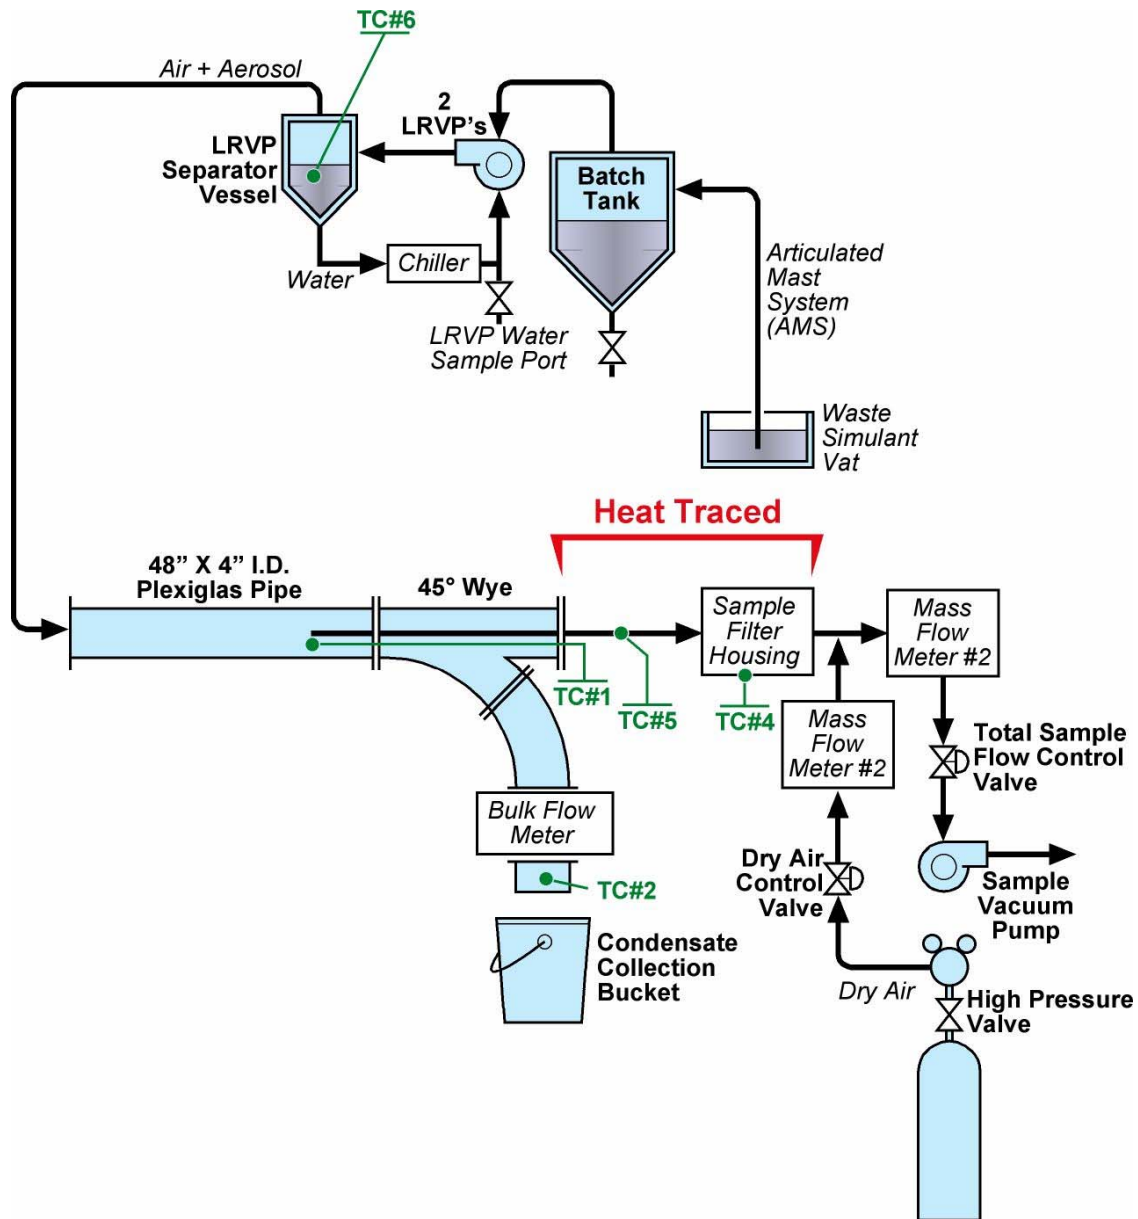 TC#6
Air + Aerosol
2
LRVP's
LRVP
Separator
Vessel
Batch
Tank
Water
Chiller
LRVP Water
Sample Port
Articulated
Mast
System
(AMS)
Waste
Simulant
Vat
Heat Traced
48” X 4” I.D.
Plexiglas Pipe
45° Wye
Sample
Filter
Housing
Mass
Flow
Meter #2
TC#1
TC#5
TC#4
Mass
Flow
Meter #2
Total Sample
Flow Control
Valve
Bulk Flow
Meter
TC#2
Dry Air
Control
Valve
Sample
Vacuum
Pump
Condensate
Collection
Bucket
Dry Air
High Pressure
Valve